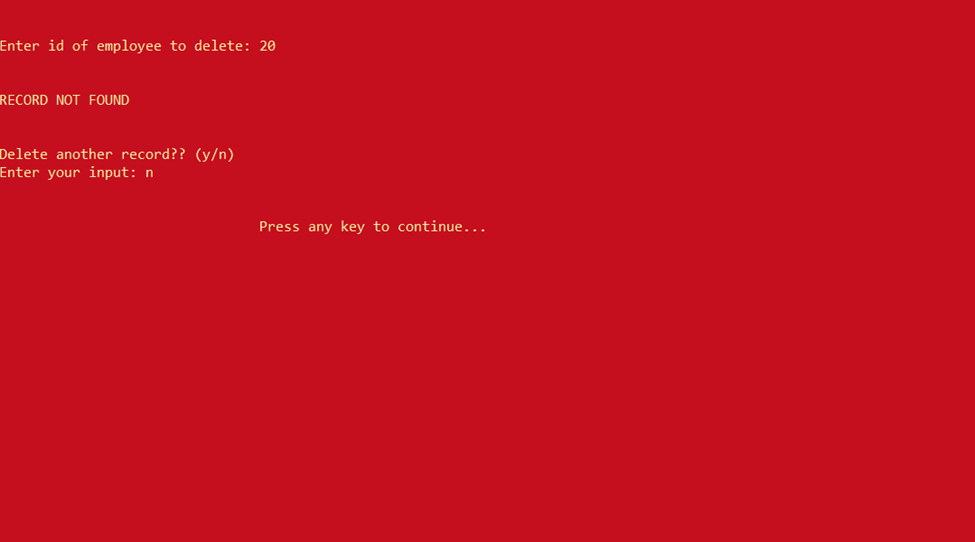 Enter id of employee to delete: 20
RECORD NOT FOUND
Delete another record?? (y/n)
Enter your input: n
Press any key to continue...